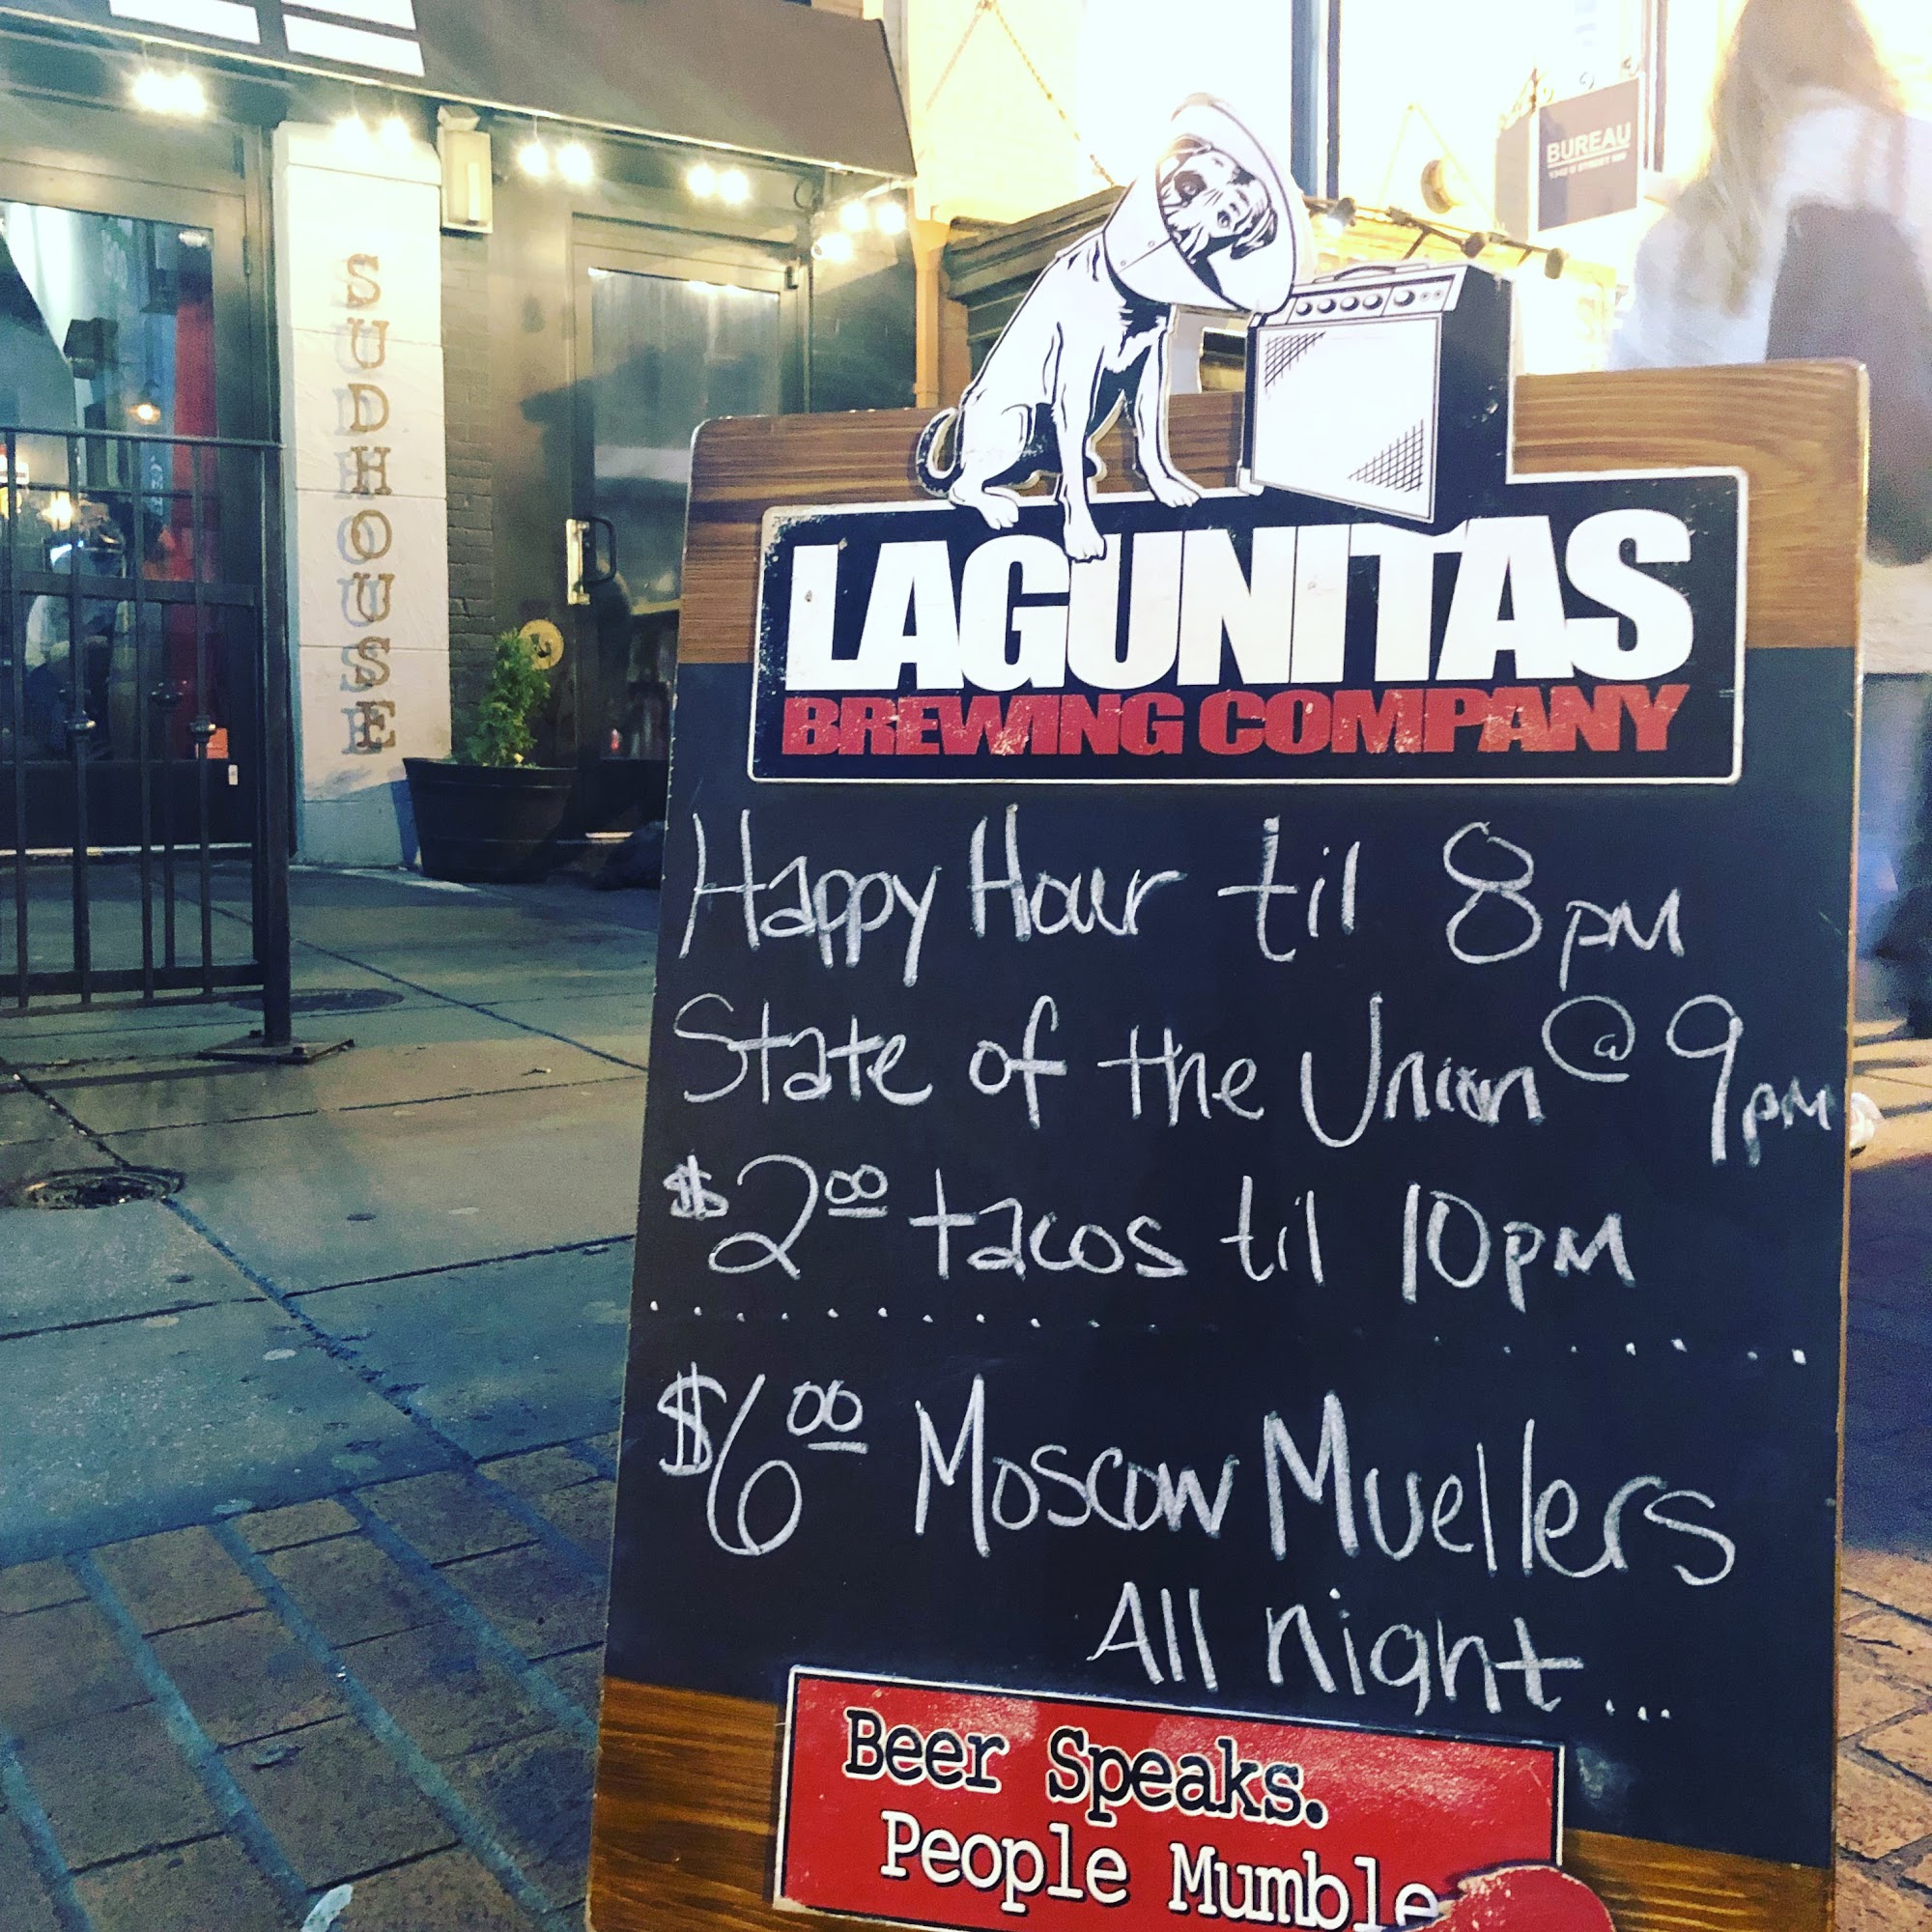 SUDHOUSE
BUREAU
LAGUNITAS
BREWING COMPANY
Happy Hour til 8pm
State of the Union @ 9pm
$2.00 tacos til 10pm
$6.00 Moscow Muellers
All night...
Beer Speaks.
People Mumble